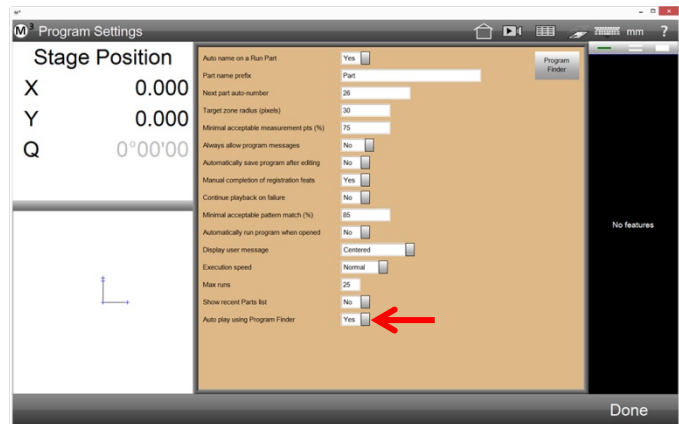 M3 Program Settings mm ?
Stage Position
X 0.000
Y 0.000
Q 0°00'00
Auto name on a Run Part Yes
Part name prefix Part
Next part auto-number 26
Target zone radius (pixels) 30
Minimal acceptable measurement pts (%) 75
Always allow program messages No
Automatically save program after editing No
Manual completion of registration feats Yes
Continue playback on failure No
Minimal acceptable pattern match (%) 85
Automatically run program when opened No
Display user message Centered
Execution speed Normal
Max runs 25
Show recent Parts list No
Auto play using Program Finder Yes
Program
Finder
No features
Done